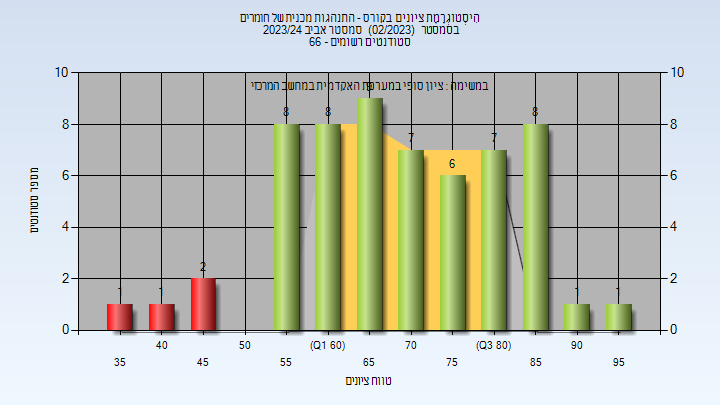 היסטוגרמת ציונים בקורס - התנהגות מכנית של חומרים
בסמסטר (02/2023) סמסטר אביב 2023/24
סטודנטים רשומים - 66
במשימה : ציון סופי במערכת האקדמית במחשב המרכזי
10 10
8 8
6 6
4 4
2 2
0 0
מספר סטודנטים
1 1 2 8 8 9 7 6 7 8 1 1
40 50 (Q1 60) 70 (Q3 80) 90
35 45 55 65 75 85 95
טווח ציונים